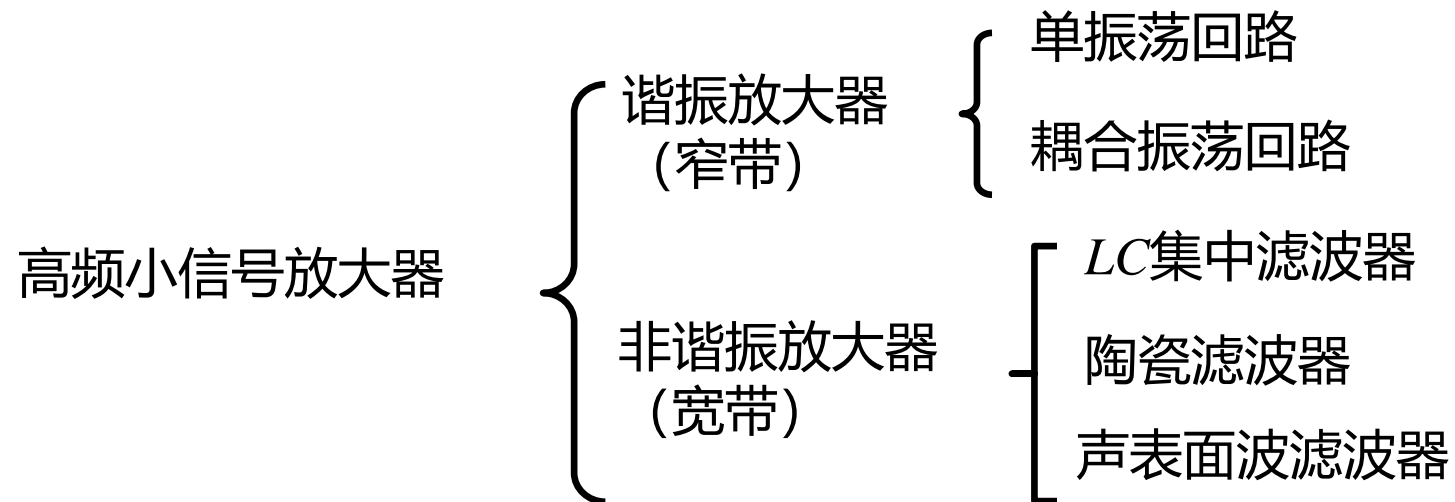 单振荡回路
谐振放大器
（窄带）
耦合振荡回路
高频小信号放大器
LC集中滤波器
非谐振放大器
（宽带）
陶瓷滤波器
声表面波滤波器